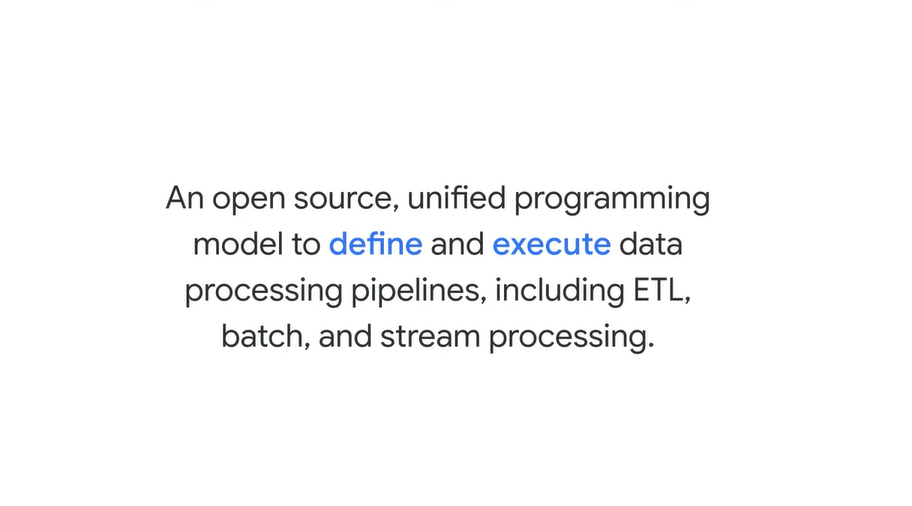 An open source, unified programming
model to define and execute data
processing pipelines, including ETL,
batch, and stream processing.